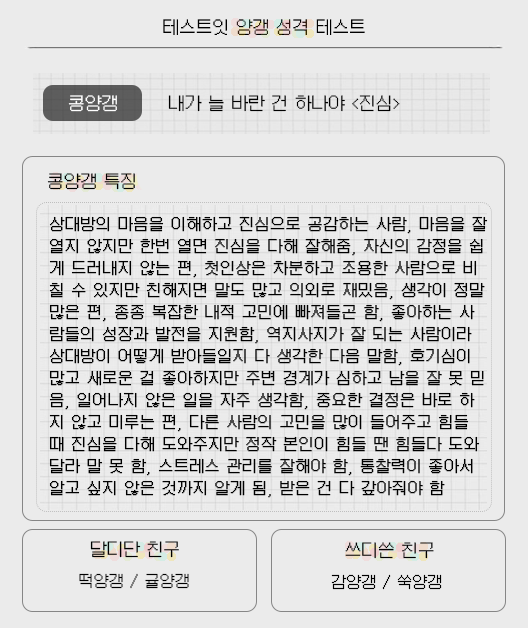 테스트잇 양갱 성격 테스트
콩양갱 내가 늘 바란 건 하나야 <진심>
콩양갱 특징
상대방의 마음을 이해하고 진심으로 공감하는 사람, 마음을 잘
열지 않지만 한번 열면 진심을 다해 잘해줌, 자신의 감정을 쉽
게 드러내지 않는 편, 첫인상은 차분하고 조용한 사람으로 비
칠 수 있지만 친해지면 말도 많고 의외로 재밌음, 생각이 정말
많은 편, 종종 복잡한 내적 고민에 빠져들곤 함, 좋아하는 사
람들의 성장과 발전을 지원함, 역지사지가 잘 되는 사람이라
상대방이 어떻게 받아들일지 다 생각한 다음 말함, 호기심이
많고 새로운 걸 좋아하지만 주변 경계가 심하고 남을 잘 못 믿
음, 일어나지 않은 일을 자주 생각함, 중요한 결정은 바로 하
지 않고 미루는 편, 다른 사람의 고민을 많이 들어주고 힘들
때 진심을 다해 도와주지만 정작 본인이 힘들 땐 힘들다 도와
달라 말 못 함, 스트레스 관리를 잘해야 함, 통찰력이 좋아서
알고 싶지 않은 것까지 알게 됨, 받은 건 다 갚아줘야 함
달디단 친구
떡양갱 / 귤양갱
쓰디쓴 친구
감양갱 / 쑥양갱